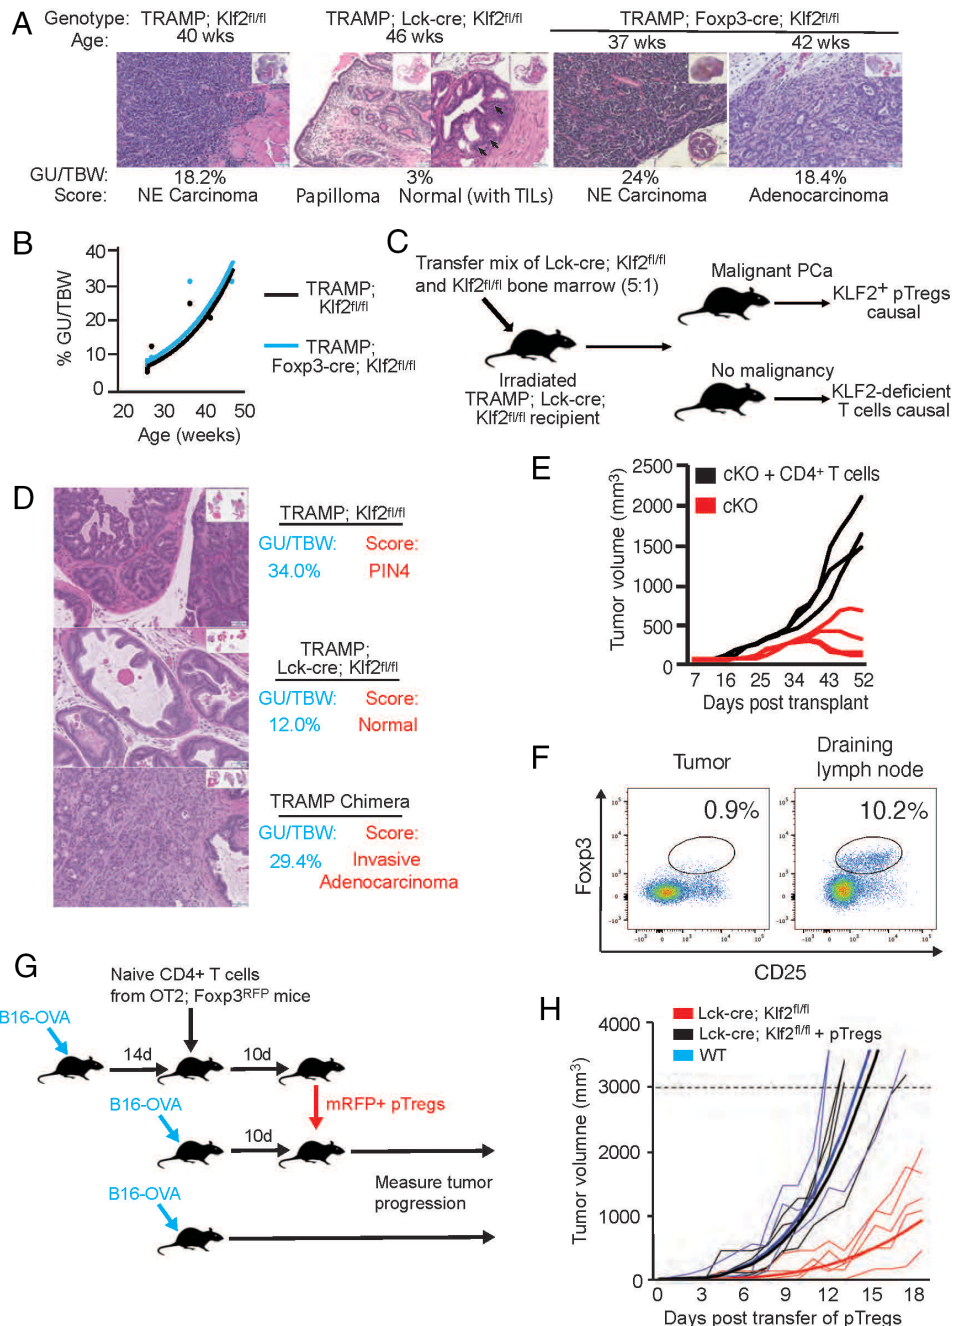 A
Genotype: TRAMP; Klf2fl/fl TRAMP; Lck-cre; Klf2fl/fl TRAMP; Foxp3-cre; Klf2fl/fl
Age: 40 wks 46 wks 37 wks 42 wks
GU/TBW: 18.2% 3% 24% 18.4%
Score: NE Carcinoma Papilloma Normal (with TILs) NE Carcinoma Adenocarcinoma
B
% GU/TBW
40
30
20
10
0
20 30 40 50
Age (weeks)
TRAMP;
Klf2fl/fl
TRAMP;
Foxp3-cre; Klf2fl/fl
C
Transfer mix of Lck-cre; Klf2fl/fl
and Klf2fl/fl bone marrow (5:1)
Irradiated
TRAMP; Lck-cre;
Klf2fl/fl recipient
Malignant PCa
KLF2+ pTregs
causal
No malignancy
KLF2-deficient
T cells causal
D
TRAMP; Klf2fl/fl
GU/TBW: Score:
34.0% PIN4
TRAMP;
Lck-cre; Klf2fl/fl
GU/TBW: Score:
12.0% Normal
TRAMP Chimera
GU/TBW: Score:
29.4% Invasive
Adenocarcinoma
E
Tumor volume (mm3)
2500
2000
1500
1000
500
0
7 16 25 34 43 52
Days post transplant
cKO + CD4+ T cells
cKO
F
Tumor
Draining
lymph node
0.9%
10.2%
Foxp3
CD25
G
Naive CD4+ T cells
from OT2; Foxp3RFP mice
B16-OVA
14d
10d
mRFP+ pTregs
B16-OVA
10d
Measure tumor
progression
B16-OVA
H
Lck-cre; Klf2fl/fl
Lck-cre; Klf2fl/fl + pTregs
WT
Tumor volumne (mm3)
4000
3000
2000
1000
0
0 3 6 9 12 15 18
Days post transfer of pTregs